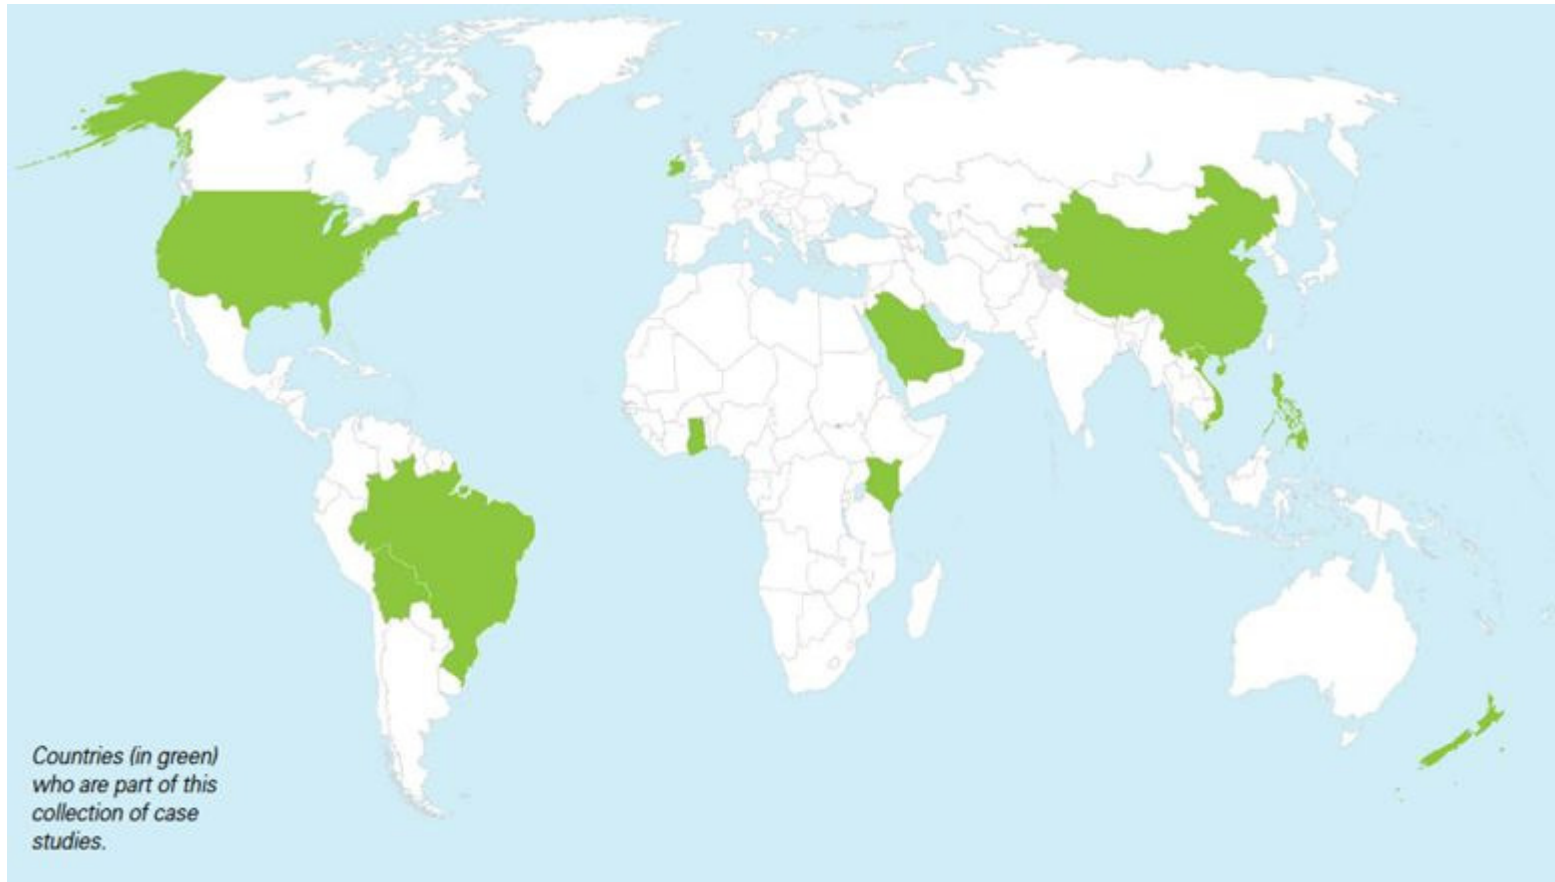 Countries (in green)
who are part of this
collection of case
studies.